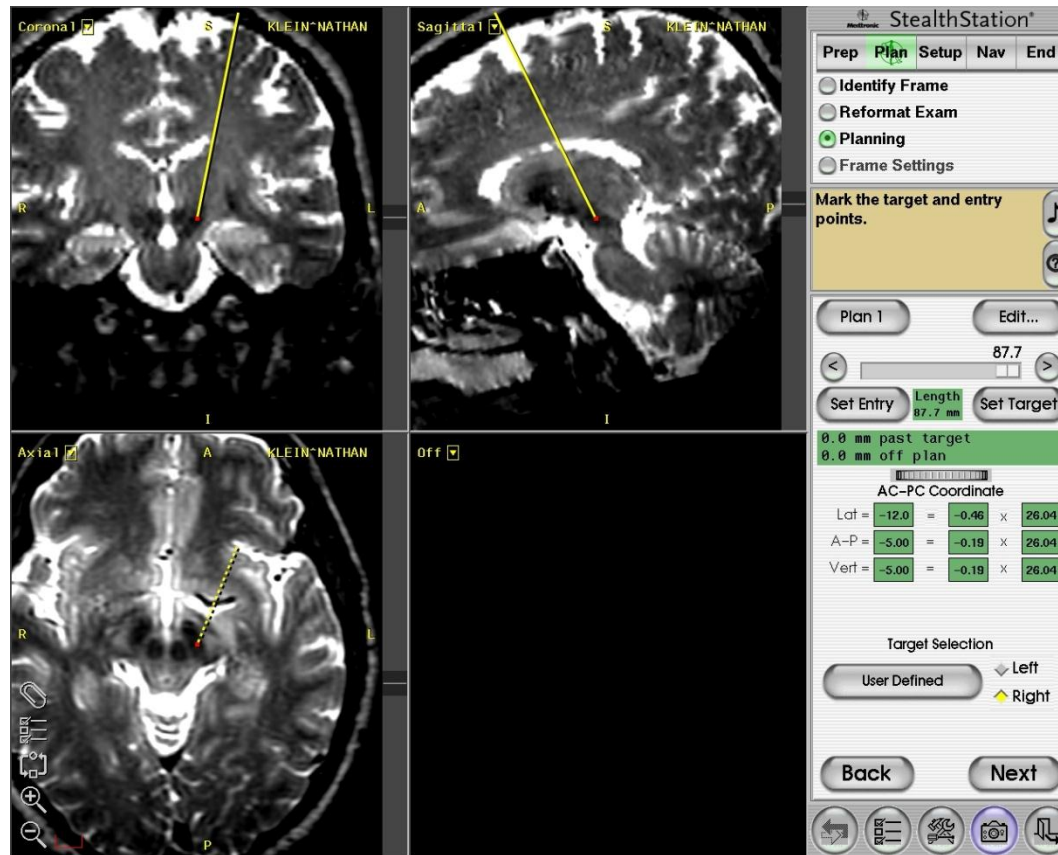 Coronal S KLEIN^NATHAN
R L
I
Sagittal S KLEIN^NATHAN
A P
I
Axial A KLEIN^NATHAN
R L
P
Off
Medtronic StealthStation®
Prep Plan Setup Nav End
Identify Frame
Reformat Exam
Planning
Frame Settings
Mark the target and entry
points.
Plan 1 Edit...
87.7
< >
Set Entry Length 87.7 mm Set Target
0.0 mm past target
0.0 mm off plan
AC-PC Coordinate
Lat = -12.0 = -0.46 x 26.04
A-P = -5.00 = -0.19 x 26.04
Vert = -5.00 = -0.19 x 26.04
Target Selection
User Defined
Left
Right
Back Next